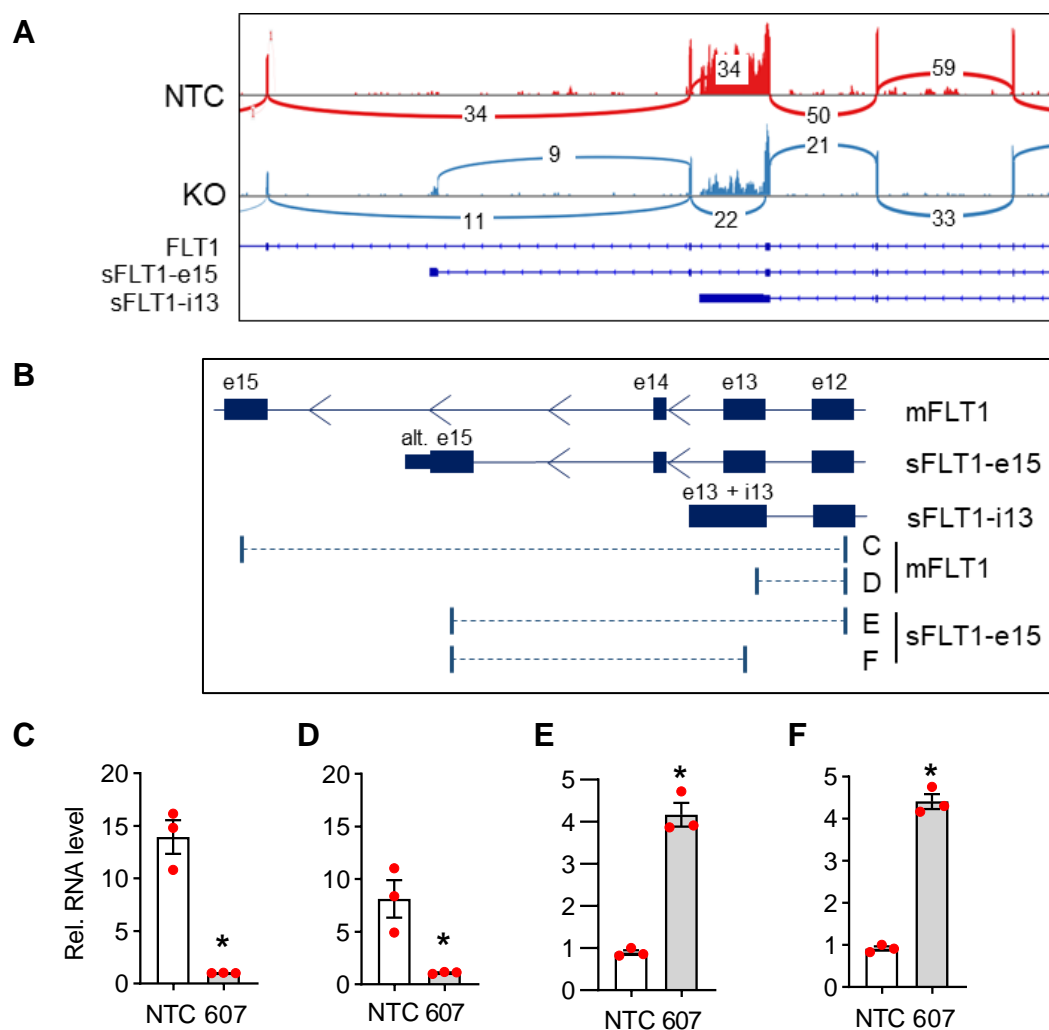 A
NTC
34
34
50
59
KO
9
11
22
21
33
FLT1
sFLT1-e15
sFLT1-i13
B
e15 e14 e13 e12
mFLT1
alt. e15
sFLT1-e15
e13 + i13
sFLT1-i13
C
D
mFLT1
E
F
sFLT1-e15
C
Rel. RNA level
20
15
10
5
0
*
NTC 607
D
20
15
10
5
0
*
NTC 607
E
5
4
3
2
1
0
*
NTC 607
F
5
4
3
2
1
0
*
NTC 607